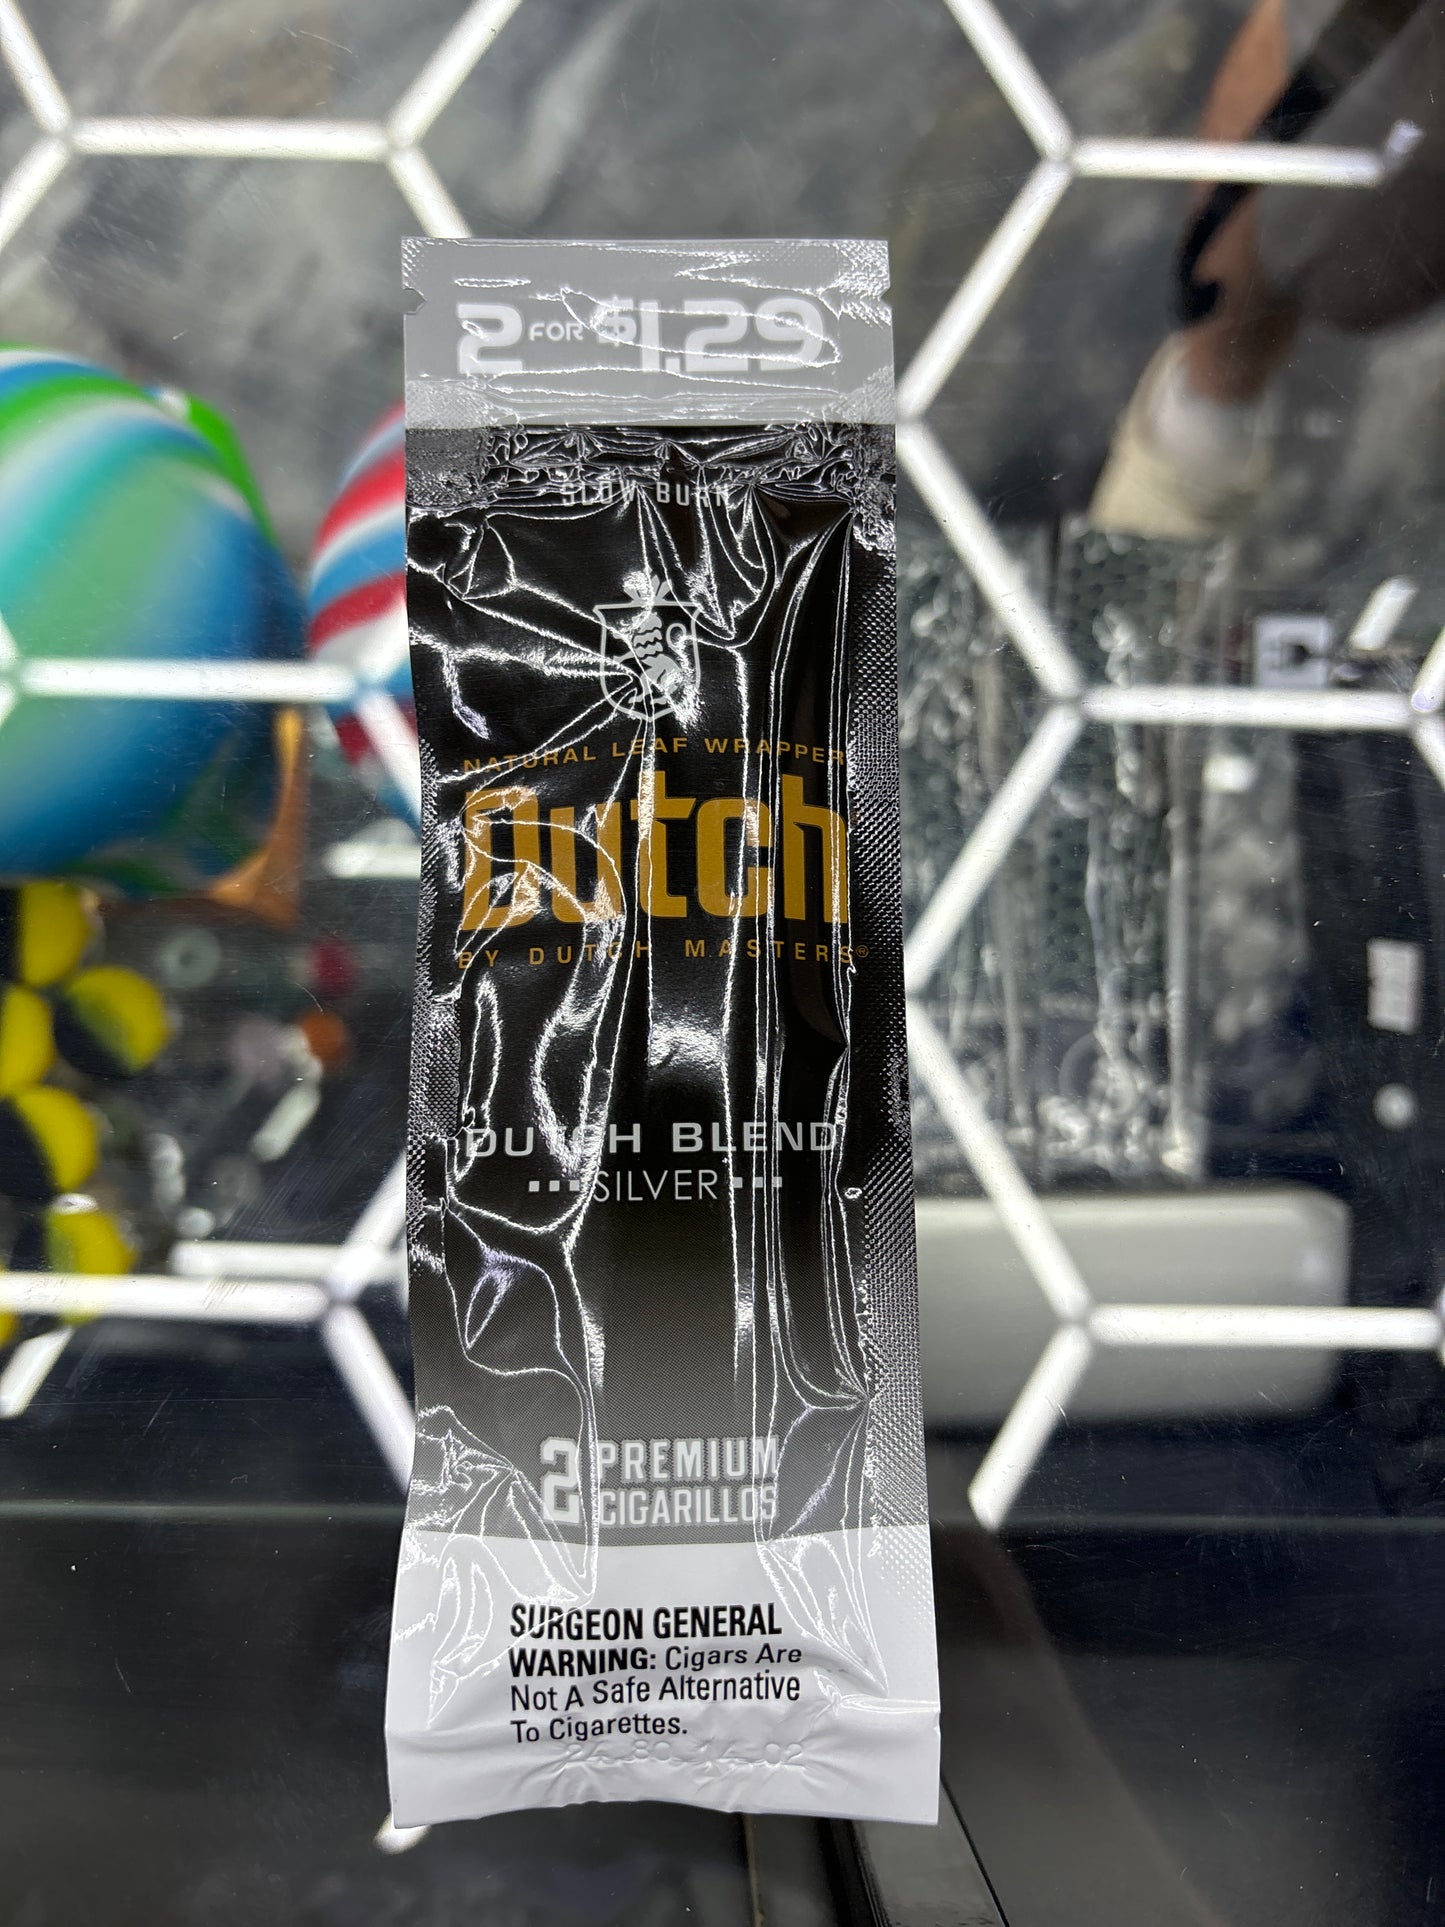 2 FOR $1.29
SLOW BURN
NATURAL LEAF WRAPPER
Dutch
BY DUTCH MASTERS®
DUTCH BLEND
SILVER
2 PREMIUM
CIGARILLOS
SURGEON GENERAL
WARNING: Cigars Are
Not A Safe Alternative
To Cigarettes.